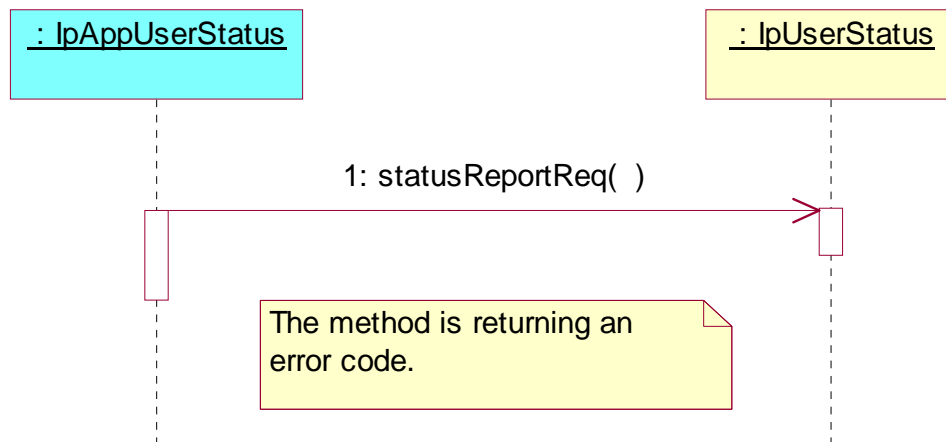 : IpAppUserStatus
: IpUserStatus
1: statusReportReq(  )
The method is returning an
error code.